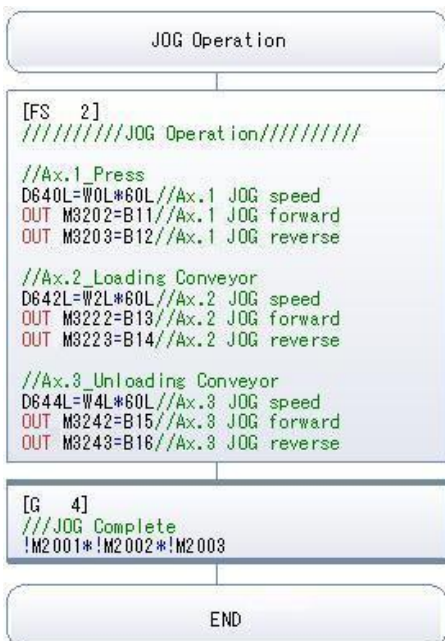 JOG Operation
[FS 2]
//////////JOG Operation//////////
//Ax.1_Press
D640L=W0L*60L//Ax.1 JOG speed
OUT M3202=B11//Ax.1 JOG forward
OUT M3203=B12//Ax.1 JOG reverse
//Ax.2_Loading Conveyor
D642L=W2L*60L//Ax.2 JOG speed
OUT M3222=B13//Ax.2 JOG forward
OUT M3223=B14//Ax.2 JOG reverse
//Ax.3_Unloading Conveyor
D644L=W4L*60L//Ax.3 JOG speed
OUT M3242=B15//Ax.3 JOG forward
OUT M3243=B16//Ax.3 JOG reverse
[G 4]
///JOG Complete
!M2001*!M2002*!M2003
END